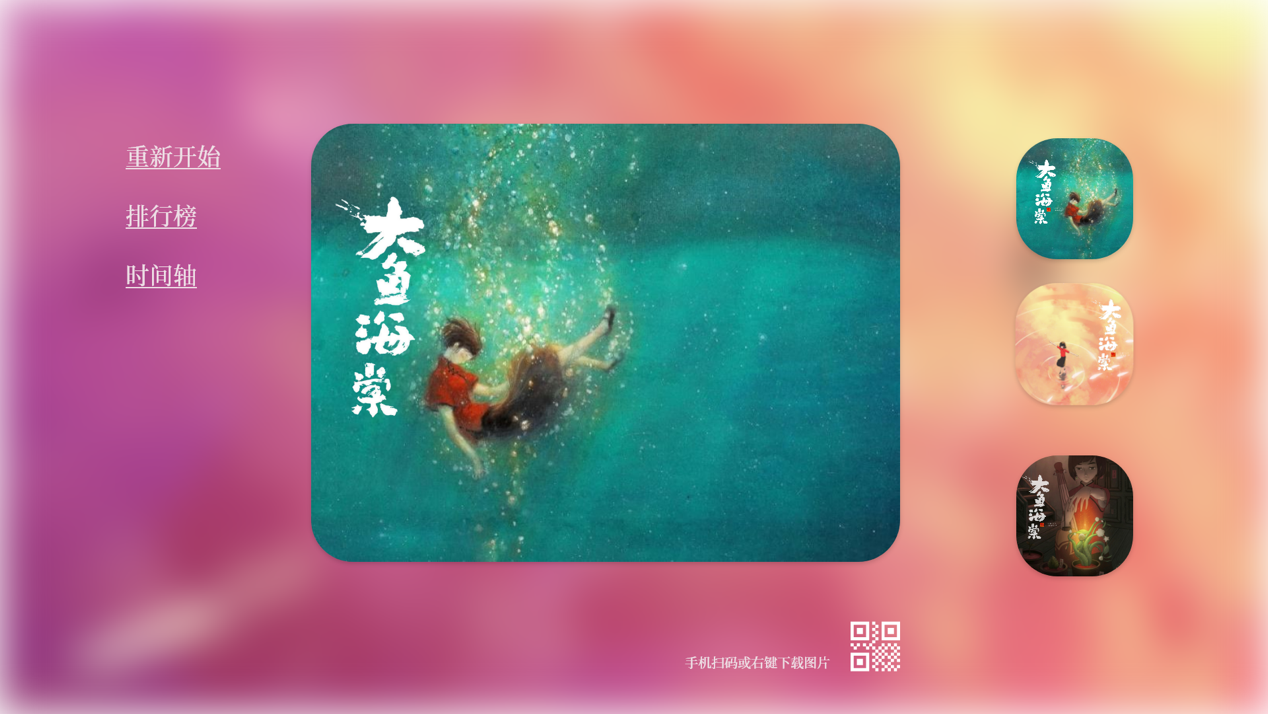 重新开始
排行榜
时间轴
大鱼海棠
大鱼海棠
大鱼海棠
大鱼海棠
手机扫码或右键下载图片